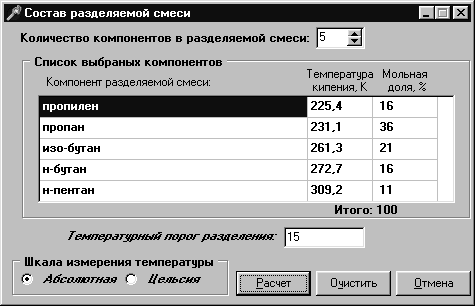 Состав разделяемой смеси
Количество компонентов в разделяемой смеси: 5
Список выбраных компонентов
Компонент разделяемой смеси: Температура кипения, К Мольная доля, %
пропилен 225,4 16
пропан 231,1 36
изо-бутан 261,3 21
н-бутан 272,7 16
н-пентан 309,2 11
Итого: 100
Температурный порог разделения: 15
Шкала измерения температуры
Абсолютная Цельсия Расчет Очистить Отмена